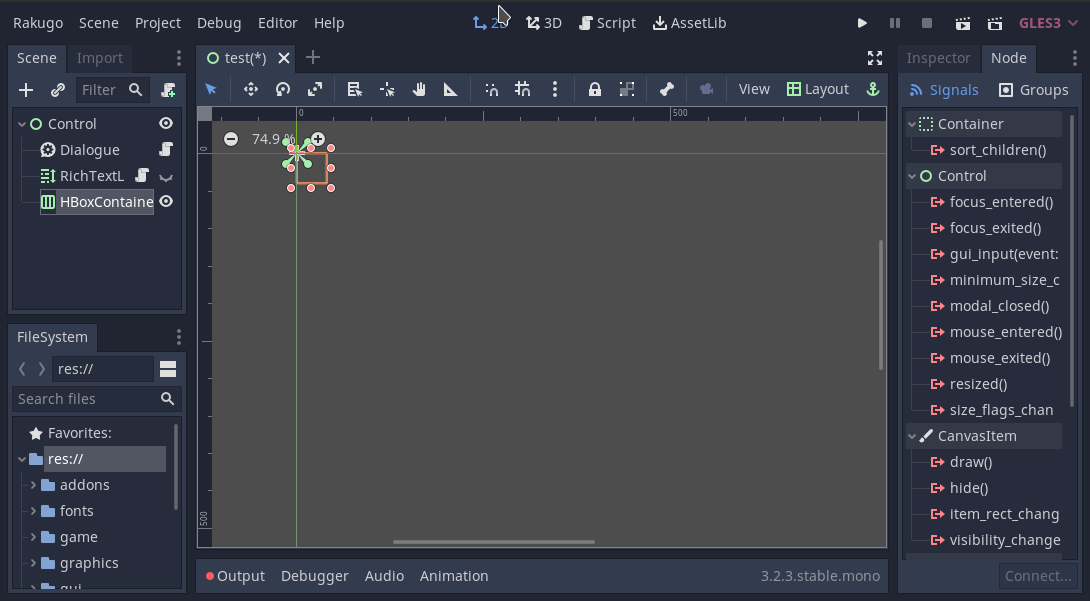 Rakugo Scene Project Debug Editor Help 3D Script AssetLib GLES3
Scene Import
test(*)
Inspector Node
Filter
View Layout
Signals Groups
Control
Dialogue
RichTextL
HBoxContaine
0 500
74.9 %
0
500
Container
sort_children()
Control
focus_entered()
focus_exited()
gui_input(event:
minimum_size_c
modal_closed()
mouse_entered()
mouse_exited()
resized()
size_flags_chan
CanvasItem
draw()
hide()
item_rect_chang
visibility_change
Connect...
FileSystem
res://
Search files
Favorites:
res://
addons
fonts
game
graphics
gui
Output Debugger Audio Animation 3.2.3.stable.mono